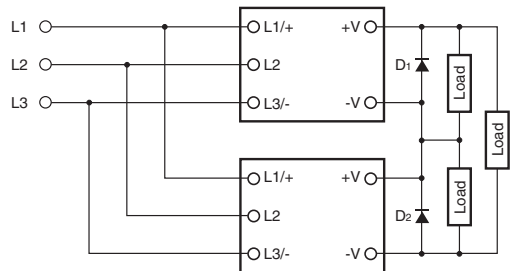 L1 L1/+ +V
L2 L2 D1 Load
L3 L3/- -V Load
L1/+ +V
L2 D2 Load
L3/- -V